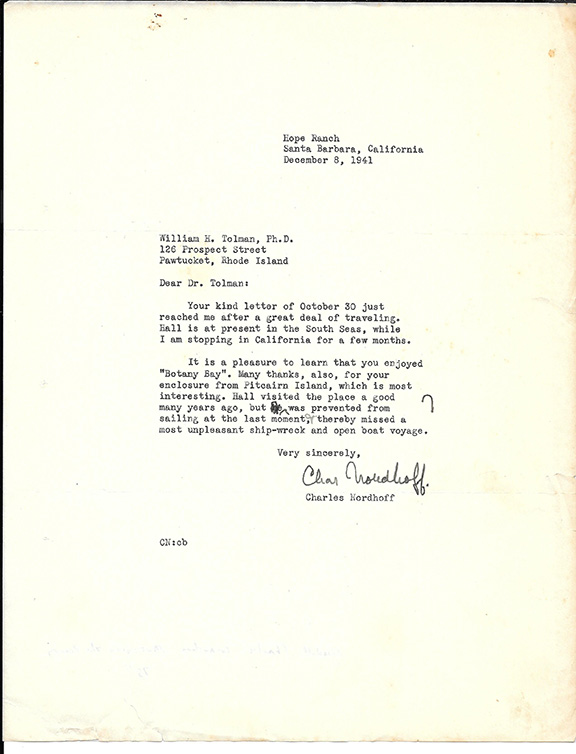 Hope Ranch
Santa Barbara, California
December 8, 1941
William H. Tolman, Ph.D.
126 Prospect Street
Pawtucket, Rhode Island
Dear Dr. Tolman:
Your kind letter of October 30 just
reached me after a great deal of traveling.
Hall is at present in the South Seas, while
I am stopping in California for a few months.
It is a pleasure to learn that you enjoyed
"Botany Bay". Many thanks, also, for your
enclosure from Pitcairn Island, which is most
interesting. Hall visited the place a good
many years ago, but was prevented from
sailing at the last moment, thereby missed a
most unpleasant ship-wreck and open boat voyage.
Very sincerely,
Chas Nordhoff.
Charles Nordhoff
CN:cb